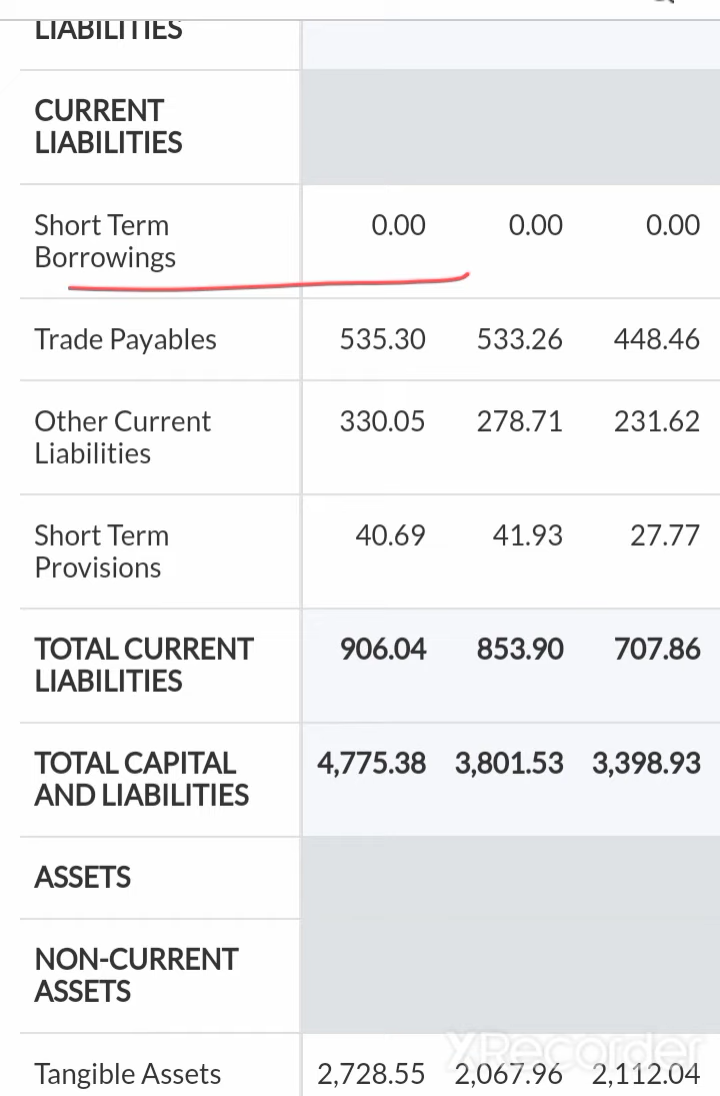 LIABILITIES
CURRENT
LIABILITIES
Short Term
Borrowings
0.00 0.00 0.00
Trade Payables 535.30 533.26 448.46
Other Current
Liabilities
330.05 278.71 231.62
Short Term
Provisions
40.69 41.93 27.77
TOTAL CURRENT
LIABILITIES
906.04 853.90 707.86
TOTAL CAPITAL
AND LIABILITIES
4,775.38 3,801.53 3,398.93
ASSETS
NON-CURRENT
ASSETS
XRecorder
Tangible Assets 2,728.55 2,067.96 2,112.04